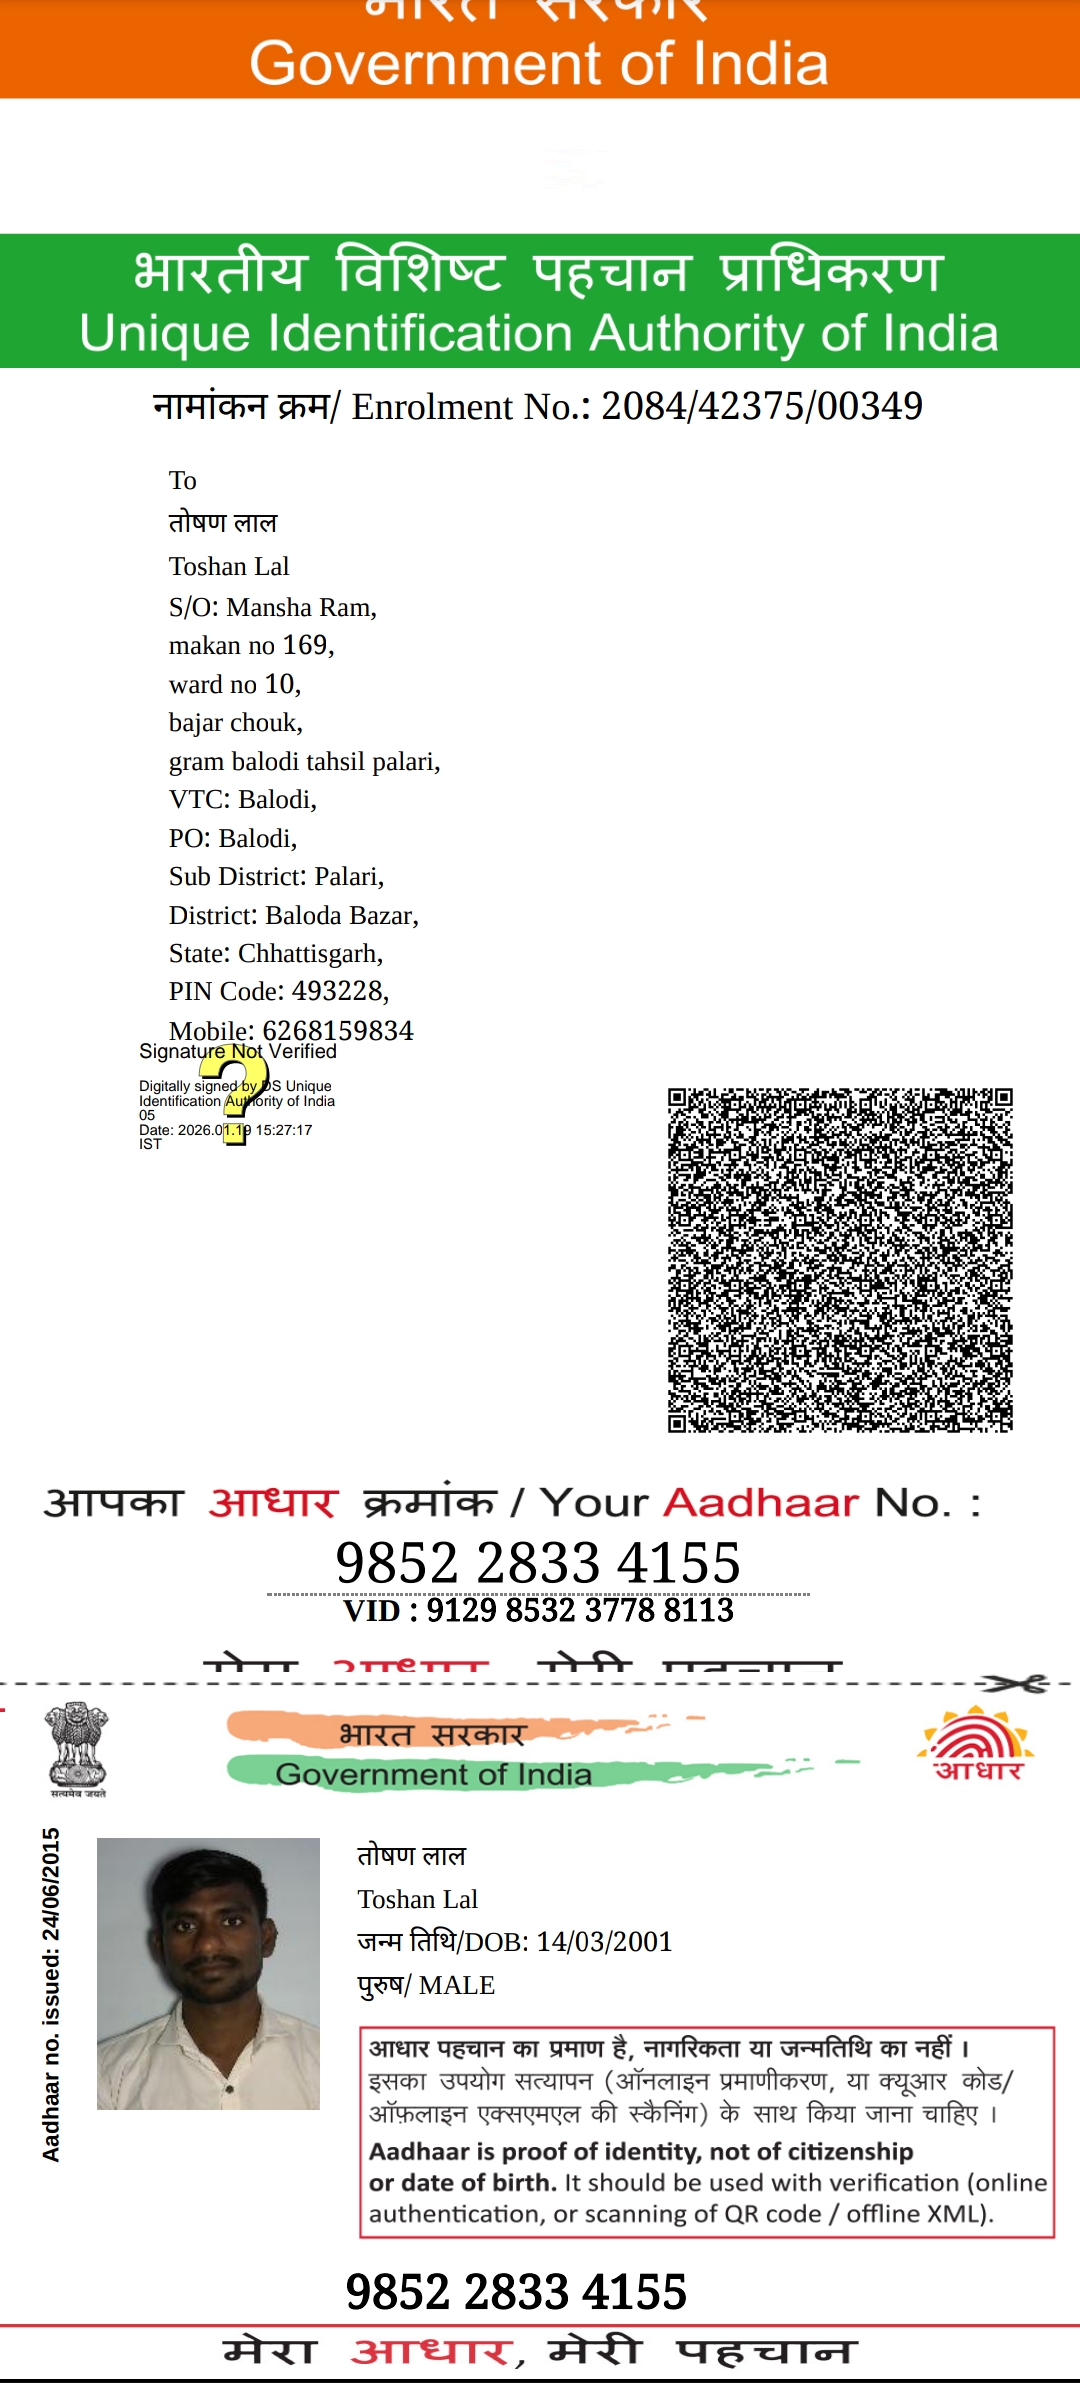 भारत सरकार
Government of India
भारतीय विशिष्ट पहचान प्राधिकरण
Unique Identification Authority of India
नामांकन क्रम/ Enrolment No.: 2084/42375/00349
To
तोषण लाल
Toshan Lal
S/O: Mansha Ram,
makan no 169,
ward no 10,
bajar chouk,
gram balodi tahsil palari,
VTC: Balodi,
PO: Balodi,
Sub District: Palari,
District: Baloda Bazar,
State: Chhattisgarh,
PIN Code: 493228,
Mobile: 6268159834
Signature Not Verified
Digitally signed by DS Unique
Identification Authority of India
05
Date: 2026.01.19 15:27:17
IST
आपका आधार क्रमांक / Your Aadhaar No. :
9852 2833 4155
VID : 9129 8532 3778 8113
मेरा आधार, मेरी पहचान
सत्यमेव जयते
भारत सरकार
Government of India
आधार
Aadhaar no. issued: 24/06/2015
तोषण लाल
Toshan Lal
जन्म तिथि/DOB: 14/03/2001
पुरुष/ MALE
आधार पहचान का प्रमाण है, नागरिकता या जन्मतिथि का नहीं ।
इसका उपयोग सत्यापन (ऑनलाइन प्रमाणीकरण, या क्यूआर कोड/
ऑफ़लाइन एक्सएमएल की स्कैनिंग) के साथ किया जाना चाहिए ।
Aadhaar is proof of identity, not of citizenship
or date of birth. It should be used with verification (online
authentication, or scanning of QR code / offline XML).
9852 2833 4155
मेरा आधार, मेरी पहचान